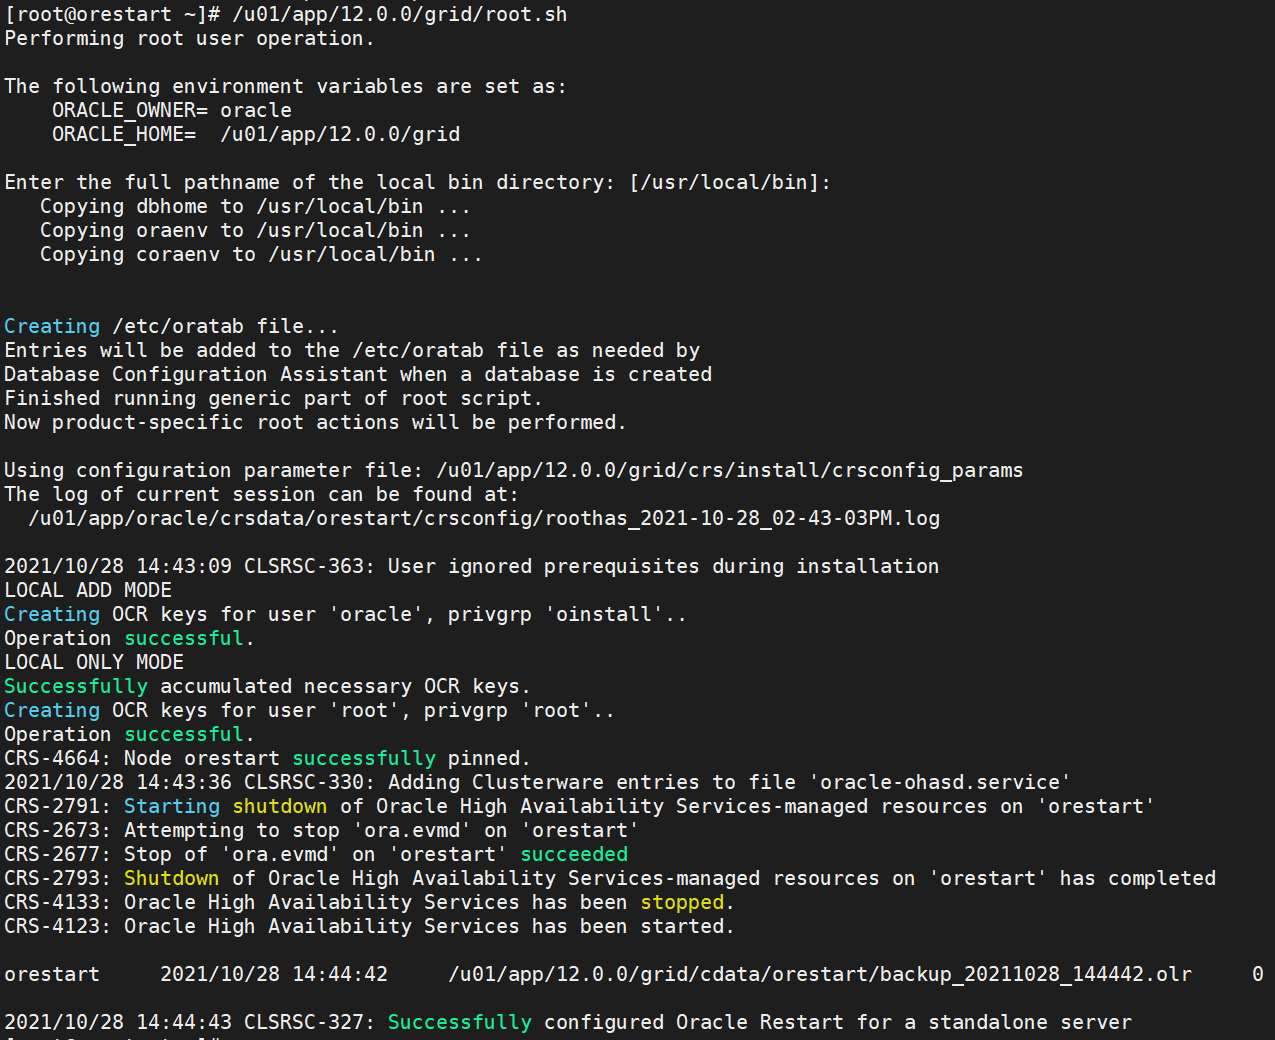 [root@orestart ~]# /u01/app/12.0.0/grid/root.sh
Performing root user operation.
The following environment variables are set as:
    ORACLE_OWNER= oracle
    ORACLE_HOME=  /u01/app/12.0.0/grid
Enter the full pathname of the local bin directory: [/usr/local/bin]:
   Copying dbhome to /usr/local/bin ...
   Copying oraenv to /usr/local/bin ...
   Copying coraenv to /usr/local/bin ...
Creating /etc/oratab file...
Entries will be added to the /etc/oratab file as needed by
Database Configuration Assistant when a database is created
Finished running generic part of root script.
Now product-specific root actions will be performed.
Using configuration parameter file: /u01/app/12.0.0/grid/crs/install/crsconfig_params
The log of current session can be found at:
  /u01/app/oracle/crsdata/orestart/crsconfig/roothas_2021-10-28_02-43-03PM.log
2021/10/28 14:43:09 CLSRSC-363: User ignored prerequisites during installation
LOCAL ADD MODE
Creating OCR keys for user 'oracle', privgrp 'oinstall'..
Operation successful.
LOCAL ONLY MODE
Successfully accumulated necessary OCR keys.
Creating OCR keys for user 'root', privgrp 'root'..
Operation successful.
CRS-4664: Node orestart successfully pinned.
2021/10/28 14:43:36 CLSRSC-330: Adding Clusterware entries to file 'oracle-ohasd.service'
CRS-2791: Starting shutdown of Oracle High Availability Services-managed resources on 'orestart'
CRS-2673: Attempting to stop 'ora.evmd' on 'orestart'
CRS-2677: Stop of 'ora.evmd' on 'orestart' succeeded
CRS-2793: Shutdown of Oracle High Availability Services-managed resources on 'orestart' has completed
CRS-4133: Oracle High Availability Services has been stopped.
CRS-4123: Oracle High Availability Services has been started.
orestart     2021/10/28 14:44:42     /u01/app/12.0.0/grid/cdata/orestart/backup_20211028_144442.olr     0
2021/10/28 14:44:43 CLSRSC-327: Successfully configured Oracle Restart for a standalone server